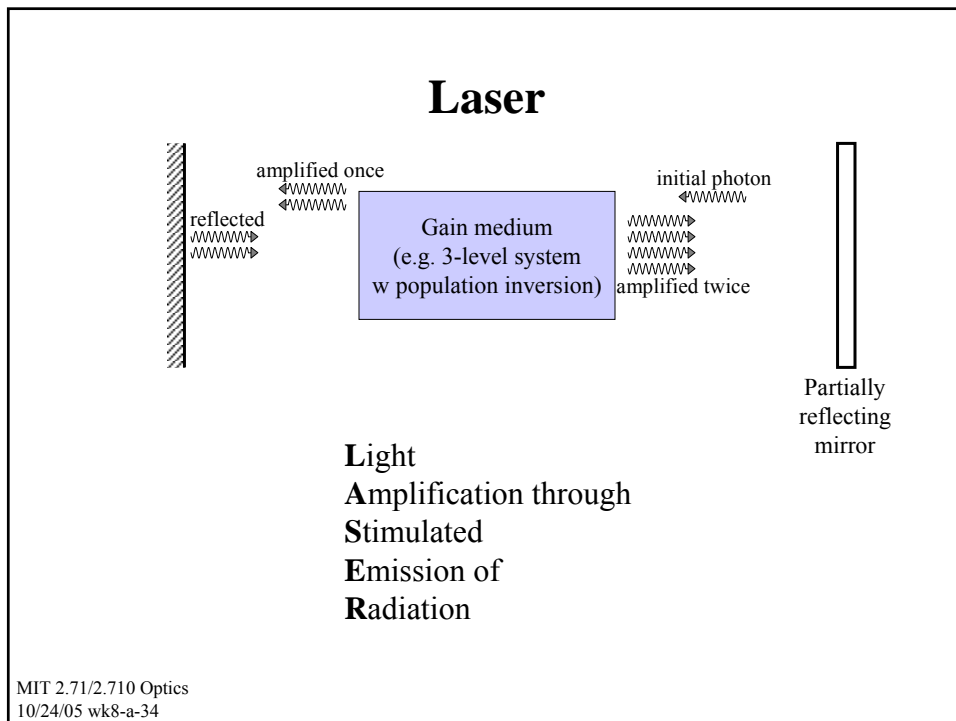 Laser
amplified once
initial photon
reflected
Gain medium
(e.g. 3-level system
w population inversion)
amplified twice
Partially
reflecting
mirror
Light
Amplification through
Stimulated
Emission of
Radiation
MIT 2.71/2.710 Optics
10/24/05 wk8-a-34